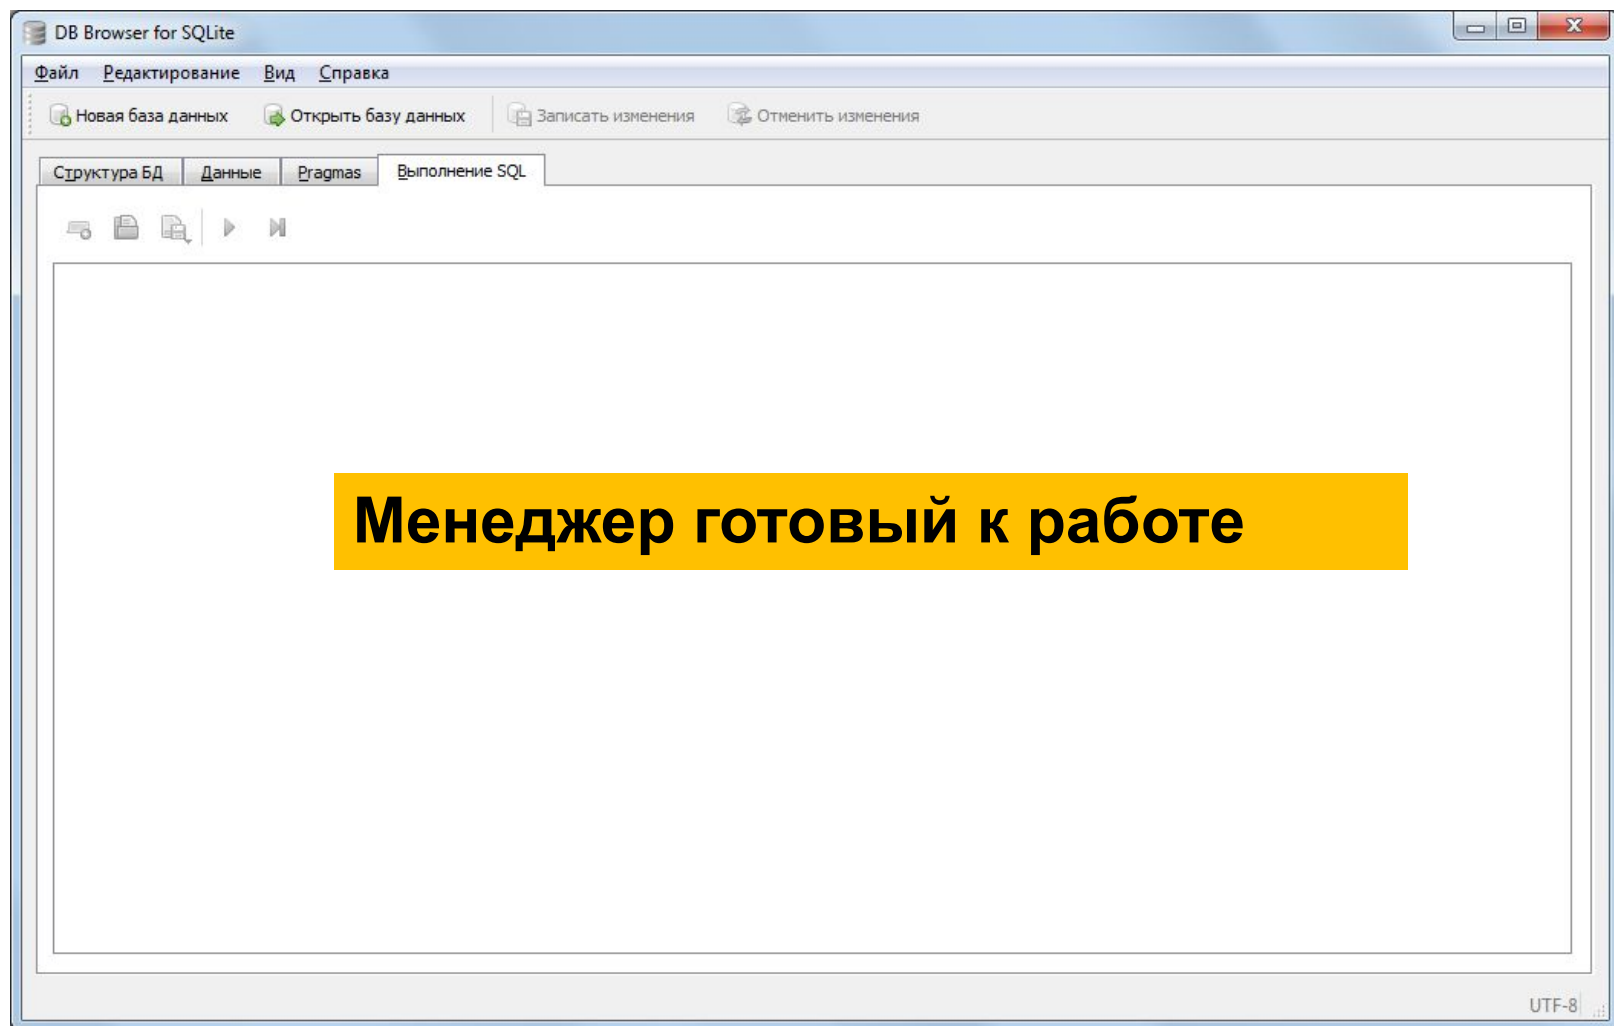 DB Browser for SQLite
Файл Редактирование Вид Справка
Новая база данных Открыть базу данных Записать изменения Отменить изменения
Структура БД Данные Pragmas Выполнение SQL
Менеджер готовый к работе
UTF-8